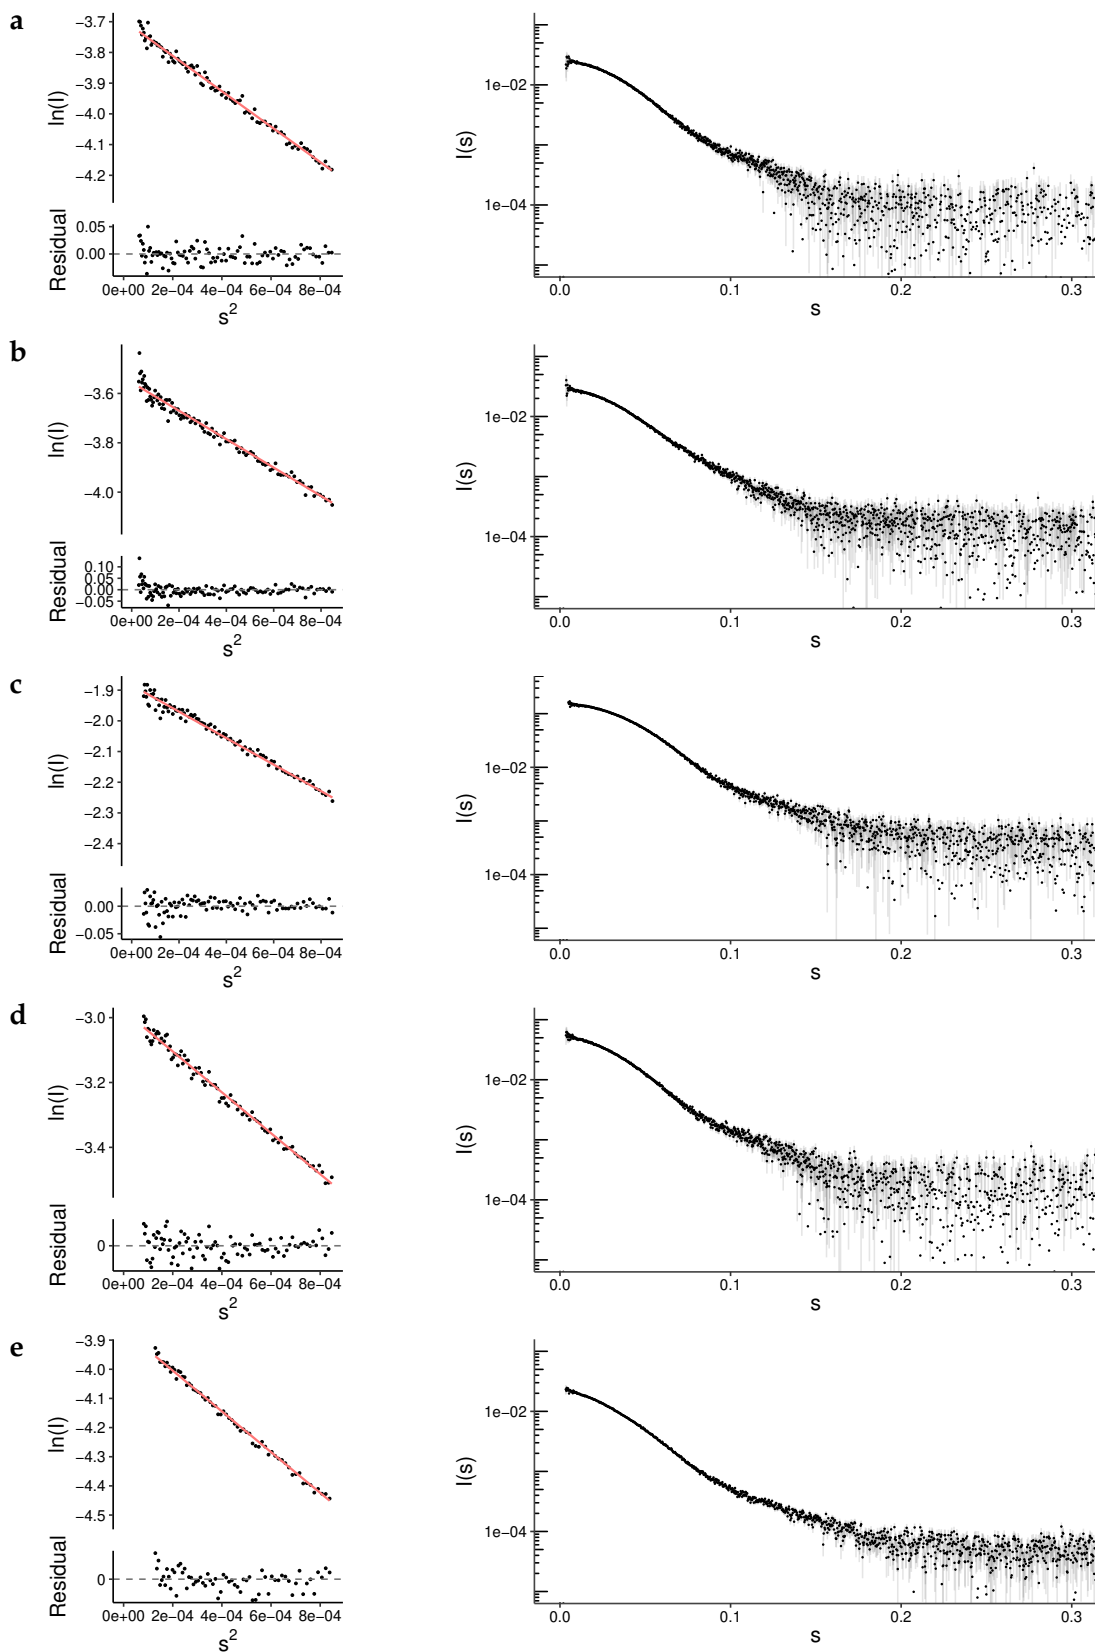 a
−3.7
−3.8
−3.9
−4.0
−4.1
−4.2
ln(I)
0.05
0.00
Residual
0e+00 2e−04 4e−04 6e−04 8e−04
s2
1e−02
1e−04
I(s)
0.0 0.1 0.2 0.3
s
b
−3.6
−3.8
−4.0
ln(I)
0.10
0.05
0.00
−0.05
Residual
0e+00 2e−04 4e−04 6e−04 8e−04
s2
1e−02
1e−04
I(s)
0.0 0.1 0.2 0.3
s
c
−1.9
−2.0
−2.1
−2.2
−2.3
−2.4
ln(I)
0.00
−0.05
Residual
0e+00 2e−04 4e−04 6e−04 8e−04
s2
1e−02
1e−04
I(s)
0.0 0.1 0.2 0.3
s
d
−3.0
−3.2
−3.4
ln(I)
0
Residual
0e+00 2e−04 4e−04 6e−04 8e−04
s2
1e−02
1e−04
I(s)
0.0 0.1 0.2 0.3
s
e
−3.9
−4.0
−4.1
−4.2
−4.3
−4.4
−4.5
ln(I)
0
Residual
0e+00 2e−04 4e−04 6e−04 8e−04
s2
1e−02
1e−04
I(s)
0.0 0.1 0.2 0.3
s